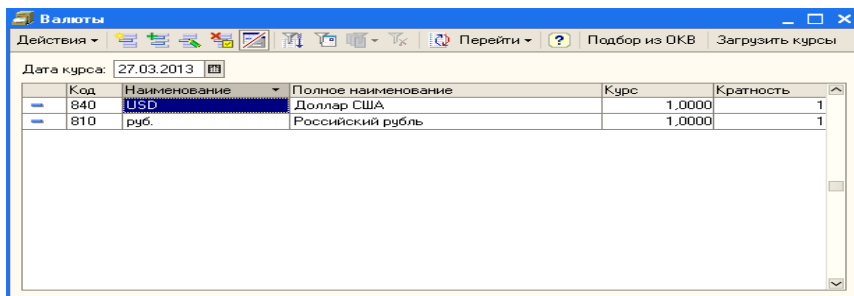 Валюты
Действия Перейти ? Подбор из ОКВ Загрузить курсы
Дата курса: 27.03.2013
Код Наименование Полное наименование Курс Кратность
840 USD Доллар США 1,0000 1
810 руб. Российский рубль 1,0000 1